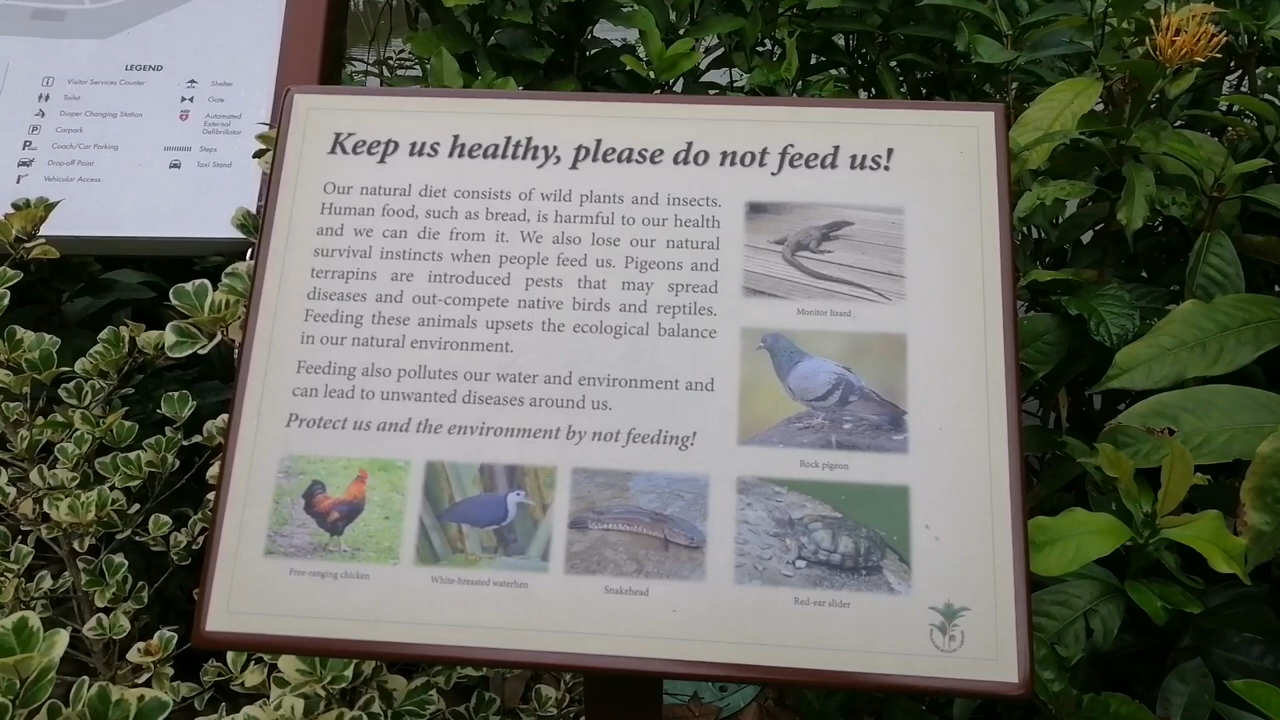 LEGEND
Visitor Services Counter
Toilet
Diaper Changing Station
P Carpark
Coach/Car Parking
Drop-off Point
Vehicular Access
Shelter
Gate
AED Automated
External
Defibrillator
Steps
Taxi Stand
Keep us healthy, please do not feed us!
Our natural diet consists of wild plants and insects.
Human food, such as bread, is harmful to our health
and we can die from it. We also lose our natural
survival instincts when people feed us. Pigeons and
terrapins are introduced pests that may spread
diseases and out-compete native birds and reptiles.
Feeding these animals upsets the ecological balance
in our natural environment.
Feeding also pollutes our water and environment and
can lead to unwanted diseases around us.
Protect us and the environment by not feeding!
Monitor lizard
Rock pigeon
Free-ranging chicken
White-breasted waterhen
Snakehead
Red-ear slider